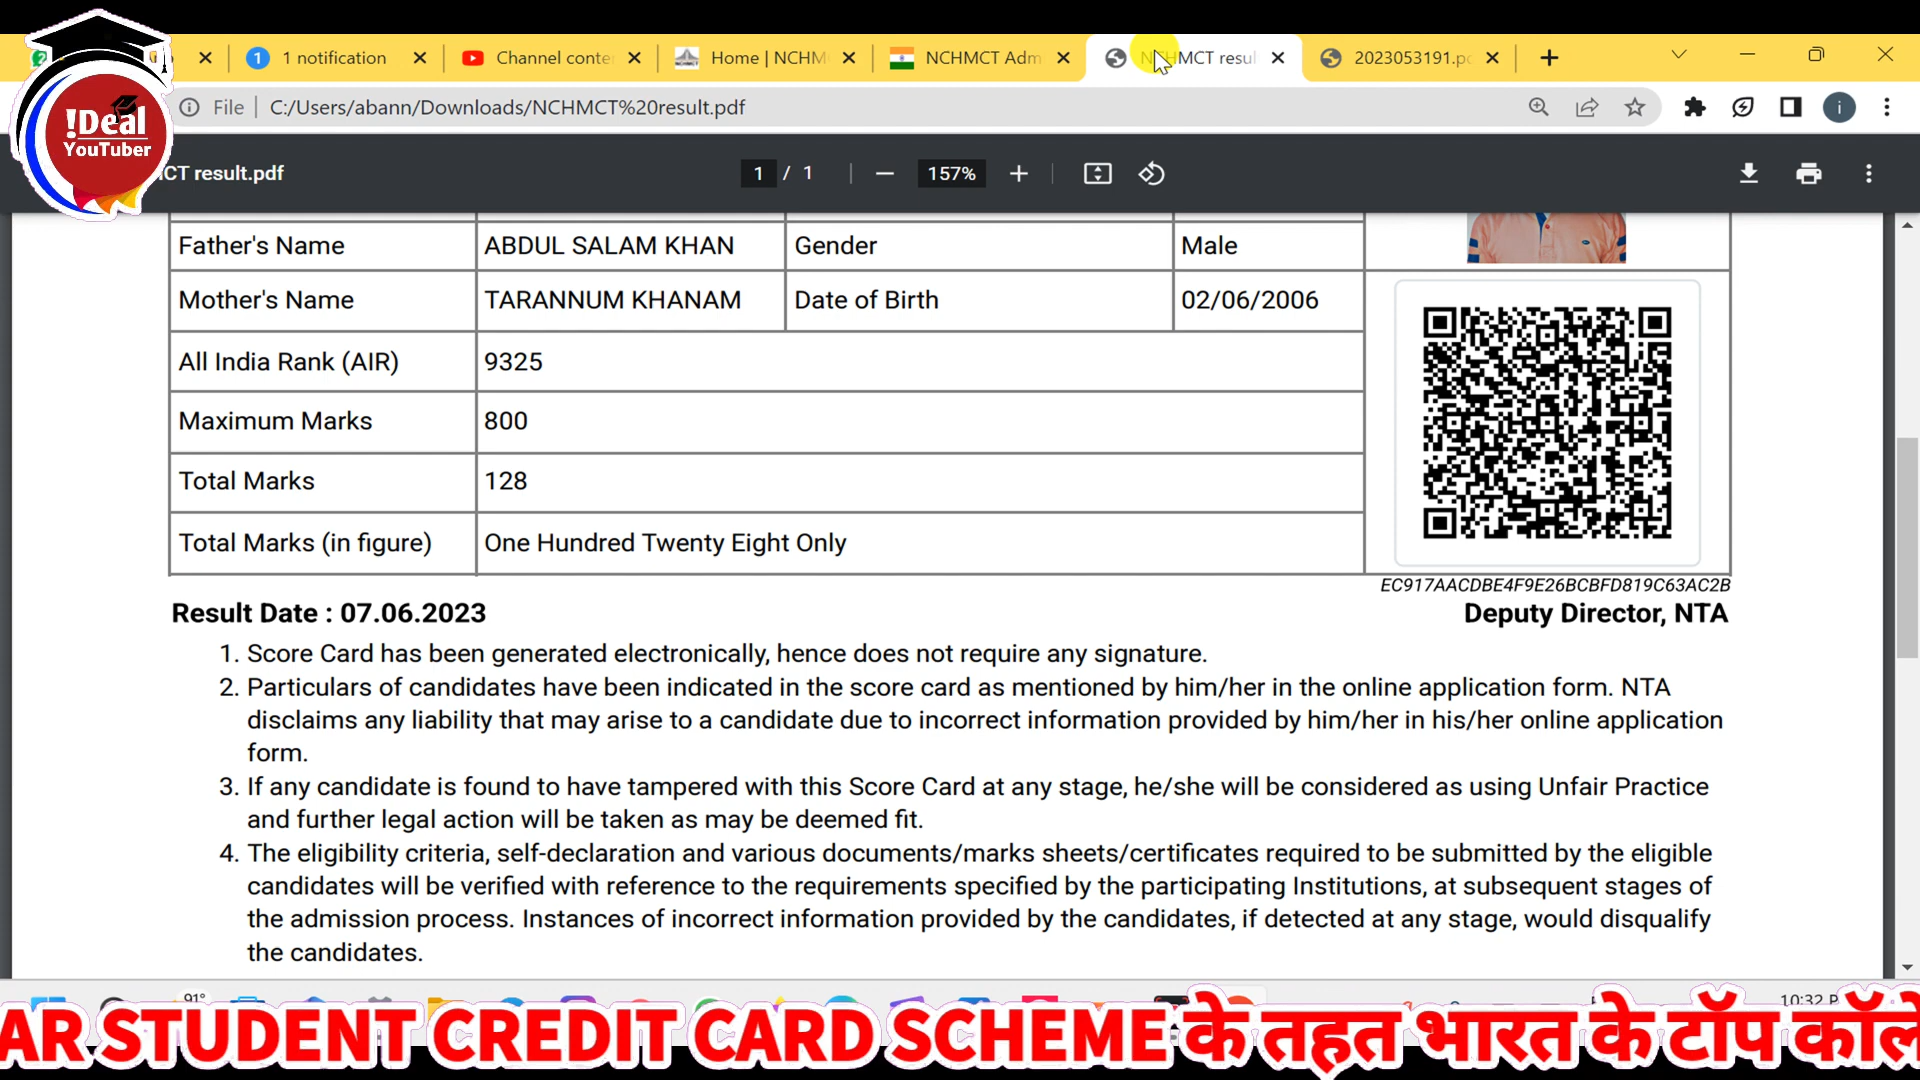 1 notification
Channel conte
Home | NCHM
NCHMCT Adm
NCHMCT resul
2023053191.p
File | C:/Users/abann/Downloads/NCHMCT%20result.pdf
i
!Deal
YouTuber
CT result.pdf
1 / 1
157%
Father's Name ABDUL SALAM KHAN Gender Male
Mother's Name TARANNUM KHANAM Date of Birth 02/06/2006
All India Rank (AIR) 9325
Maximum Marks 800
Total Marks 128
Total Marks (in figure) One Hundred Twenty Eight Only
EC917AACDBE4F9E26BCBFD819C63AC2B
Result Date : 07.06.2023 Deputy Director, NTA
1. Score Card has been generated electronically, hence does not require any signature.
2. Particulars of candidates have been indicated in the score card as mentioned by him/her in the online application form. NTA
disclaims any liability that may arise to a candidate due to incorrect information provided by him/her in his/her online application
form.
3. If any candidate is found to have tampered with this Score Card at any stage, he/she will be considered as using Unfair Practice
and further legal action will be taken as may be deemed fit.
4. The eligibility criteria, self-declaration and various documents/marks sheets/certificates required to be submitted by the eligible
candidates will be verified with reference to the requirements specified by the participating Institutions, at subsequent stages of
the admission process. Instances of incorrect information provided by the candidates, if detected at any stage, would disqualify
the candidates.
91°
10:32 P
AR STUDENT CREDIT CARD SCHEME के तहत भारत के टॉप कॉले